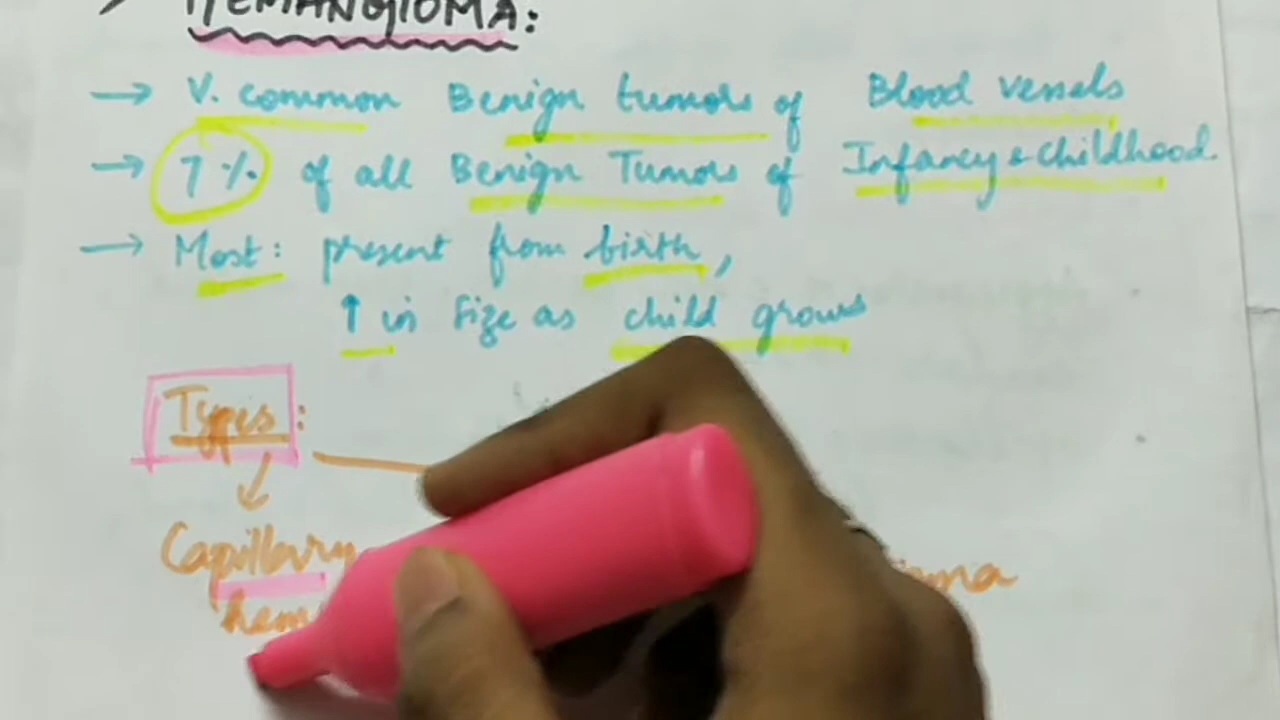 HEMANGIOMA:
→ V. common Benign tumors of Blood vessels
→ 7% of all Benign Tumors of Infancy & childhood
→ Most: present from birth,
↑ in size as child grows
Types:
Capillary